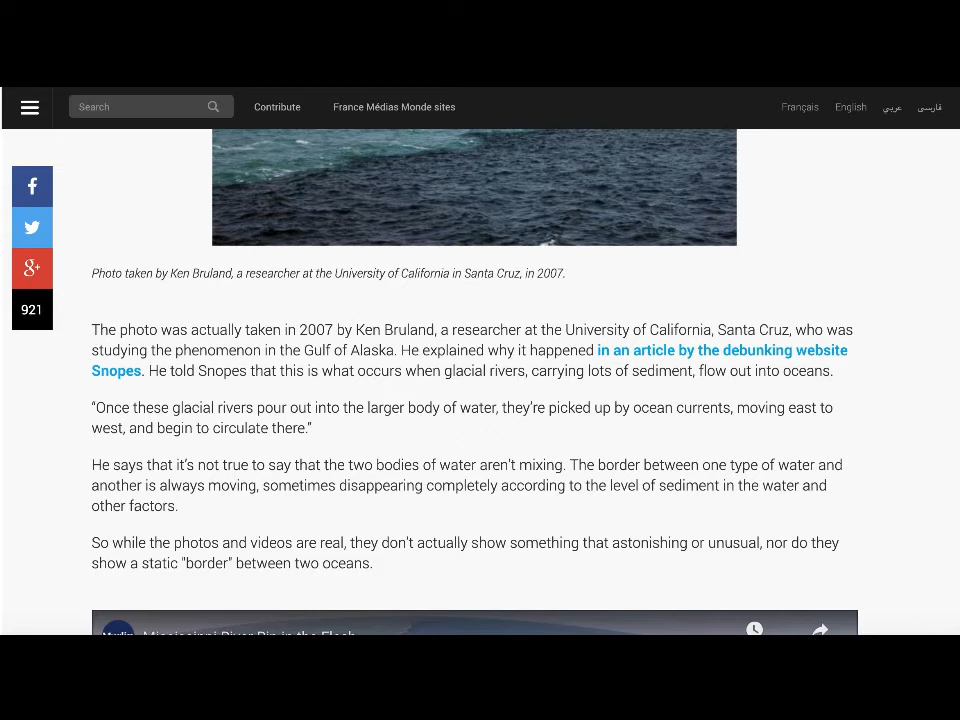 Search
Contribute
France Médias Monde sites
Français
English
عربي
فارسی
f
g+
921
Photo taken by Ken Bruland, a researcher at the University of California in Santa Cruz, in 2007.
The photo was actually taken in 2007 by Ken Bruland, a researcher at the University of California, Santa Cruz, who was
studying the phenomenon in the Gulf of Alaska. He explained why it happened in an article by the debunking website
Snopes. He told Snopes that this is what occurs when glacial rivers, carrying lots of sediment, flow out into oceans.
“Once these glacial rivers pour out into the larger body of water, they’re picked up by ocean currents, moving east to
west, and begin to circulate there.”
He says that it’s not true to say that the two bodies of water aren’t mixing. The border between one type of water and
another is always moving, sometimes disappearing completely according to the level of sediment in the water and
other factors.
So while the photos and videos are real, they don’t actually show something that astonishing or unusual, nor do they
show a static "border" between two oceans.
Mississippi River Rip in the Flesh